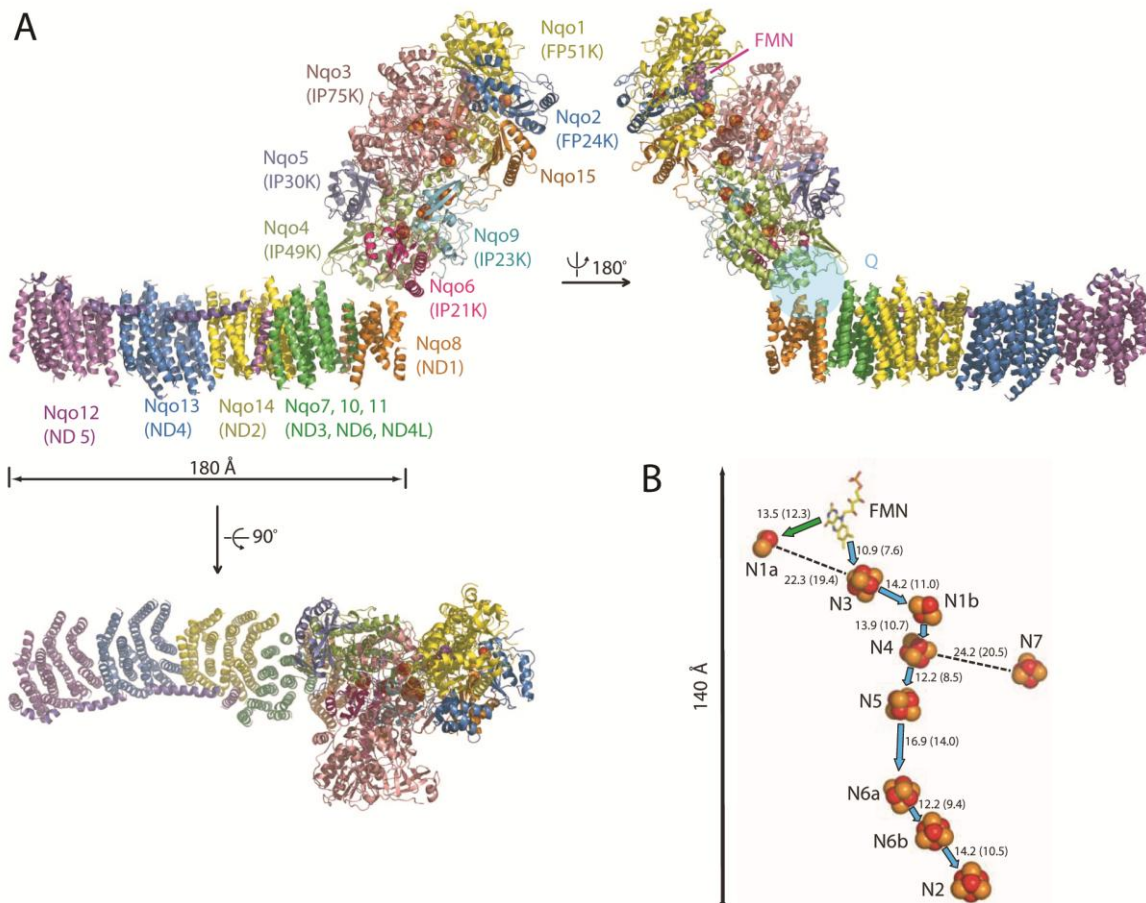 A
Nqo1
(FP51K)
FMN
Nqo3
(IP75K)
Nqo2
(FP24K)
Nqo5
(IP30K)
Nqo15
Nqo4
(IP49K)
Nqo9
(IP23K)
180°
Q
Nqo6
(IP21K)
Nqo8
(ND1)
Nqo12
(ND 5)
Nqo13
(ND4)
Nqo14
(ND2)
Nqo7, 10, 11
(ND3, ND6, ND4L)
180 Å
90°
B
140 Å
FMN
13.5 (12.3)
10.9 (7.6)
N1a
22.3 (19.4)
14.2 (11.0)
N3
N1b
13.9 (10.7)
N4
24.2 (20.5)
N7
12.2 (8.5)
N5
16.9 (14.0)
N6a
12.2 (9.4)
N6b
14.2 (10.5)
N2